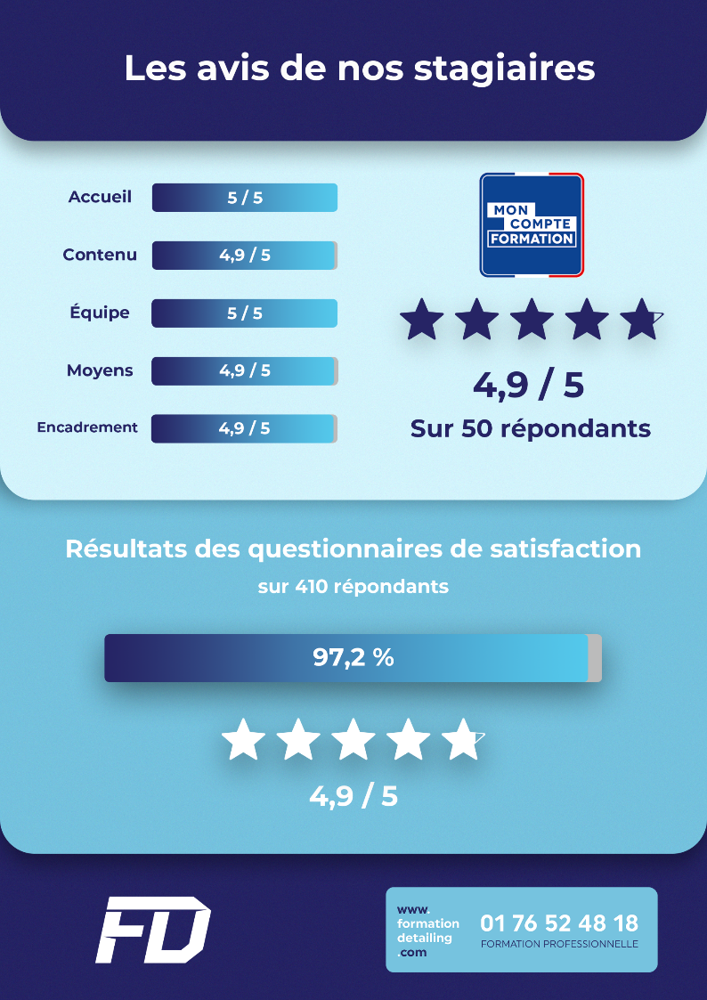 Les avis de nos stagiaires
Accueil
5 / 5
Contenu
4,9 / 5
Équipe
5 / 5
Moyens
4,9 / 5
Encadrement
4,9 / 5
MON
COMPTE
FORMATION
4,9 / 5
Sur 50 répondants
Résultats des questionnaires de satisfaction
sur 410 répondants
97,2 %
4,9 / 5
FD
www.
formation
detailing
.com
01 76 52 48 18
FORMATION PROFESSIONNELLE